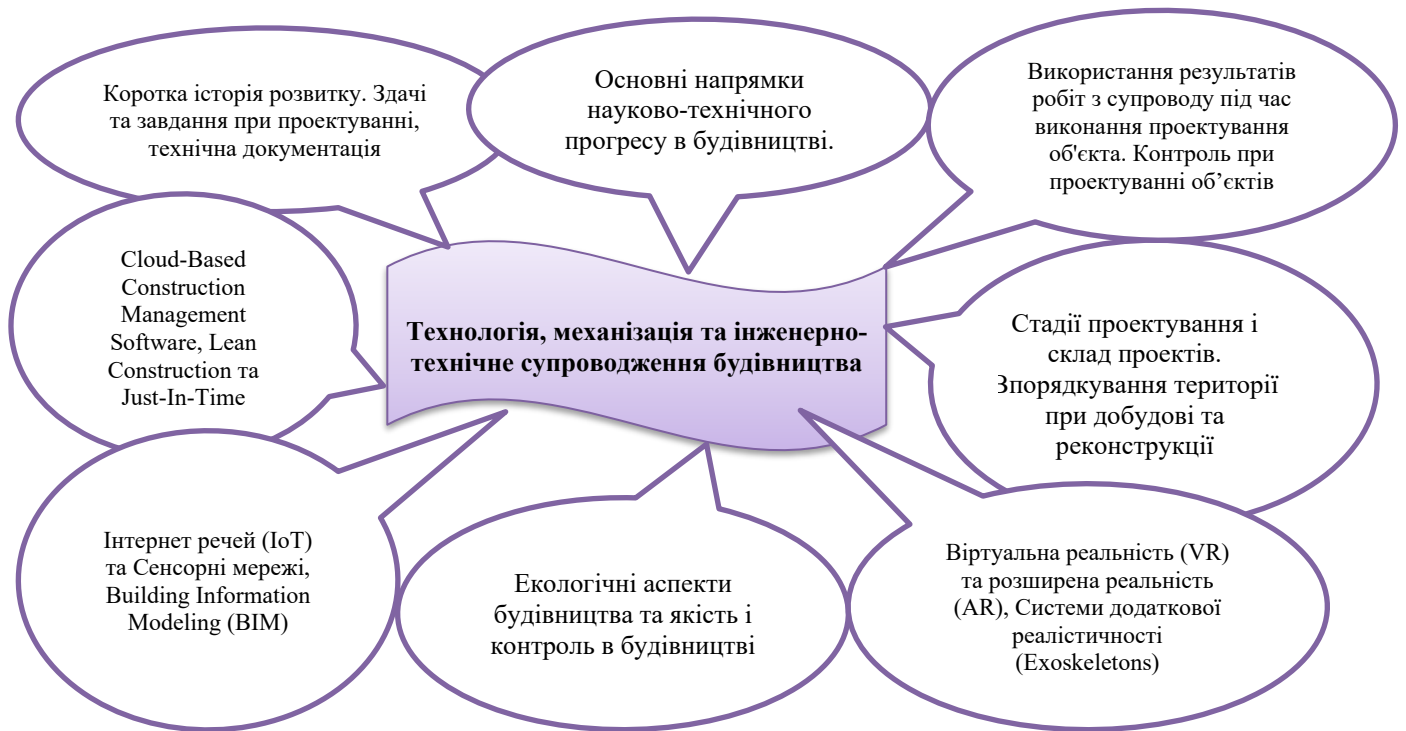 Коротка історія розвитку. Здачі
та завдання при проектуванні,
технічна документація
Основні напрямки
науково-технічного
прогресу в будівництві.
Використання результатів
робіт з супроводу під час
виконання проектування
об'єкта. Контроль при
проектуванні об’єктів
Cloud-Based
Construction
Management
Software, Lean
Construction та
Just-In-Time
Технологія, механізація та інженерно-
технічне супроводження будівництва
Стадії проектування і
склад проектів.
Зпорядкування території
при добудові та
реконструкції
Інтернет речей (IoT)
та Сенсорні мережі,
Building Information
Modeling (BIM)
Екологічні аспекти
будівництва та якість і
контроль в будівництві
Віртуальна реальність (VR)
та розширена реальність
(AR), Системи додаткової
реалістичності
(Exoskeletons)